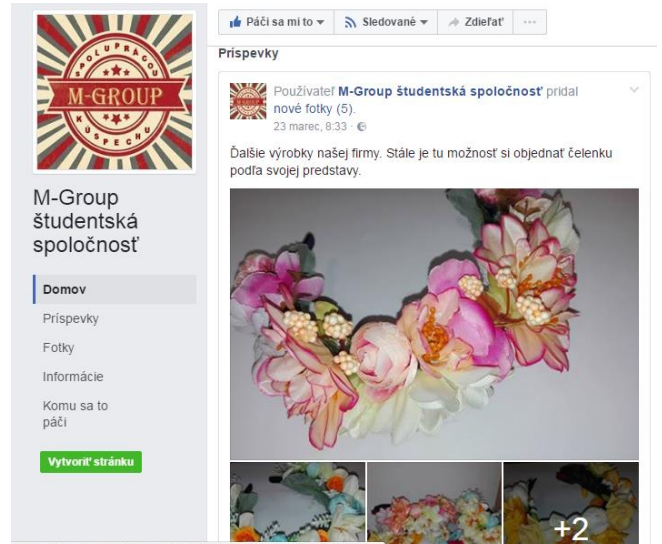 SPOLUPRÁCOU
M-GROUP
K ÚSPECHU
M-Group
študentská
spoločnosť
Domov
Príspevky
Fotky
Informácie
Komu sa to
páči
Vytvoriť stránku
Páči sa mi to
Sledované
Zdieľať
Príspevky
Používateľ M-Group študentská spoločnosť pridal
nové fotky (5).
23 marec, 8:33
Ďalšie výrobky našej firmy. Stále je tu možnosť si objednať čelenku
podľa svojej predstavy.
+2